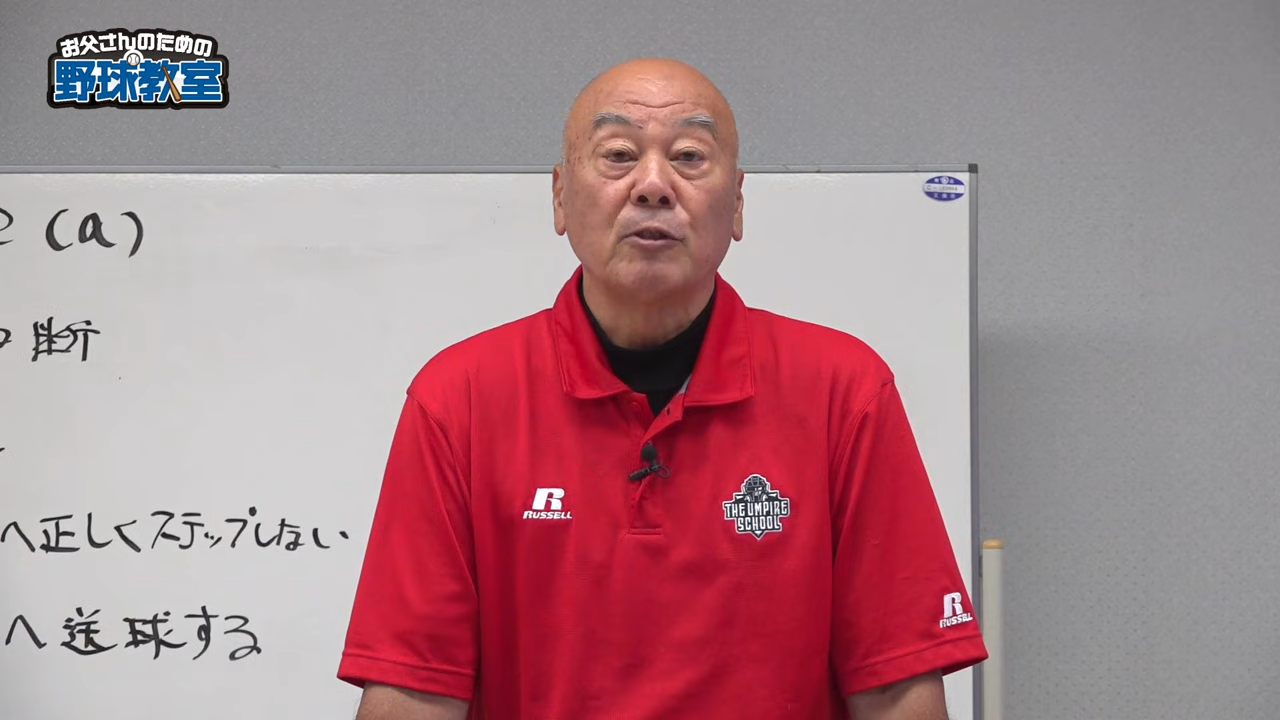 お父さんのための
野球教室
(a)
断
へ正しくステップしない
へ送球する
R
RUSSELL
THE UMPIRE
SCHOOL
R
RUSSELL